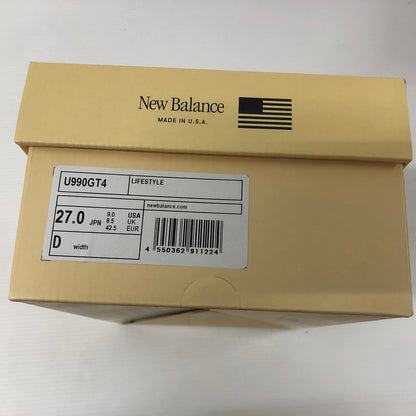 New Balance
MADE IN U.S.A.
U990GT4 LIFESTYLE
newbalance.com
27.0 JPN 9.0 USA
8.5 UK
42.5 EUR
D width
4 550362 911224